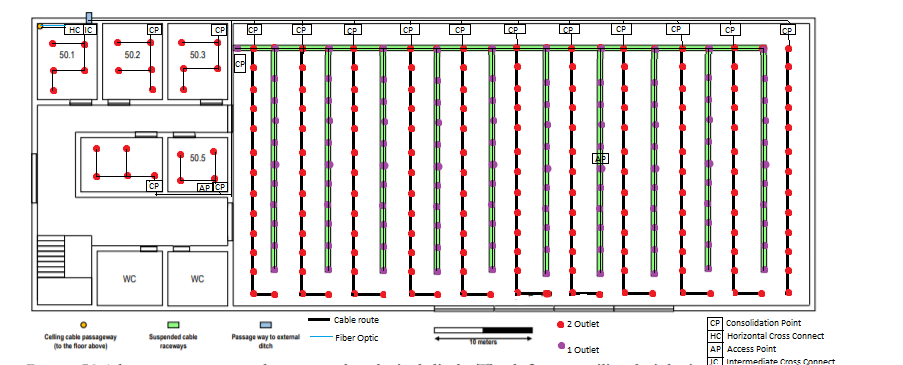 CP CP CP CP CP CP CP CP CP CP CP
HC IC CP CP
50.1 50.2 50.3
CP
50.5 AP
CP AP CP
WC WC
Ceiling cable passageway
(to the floor above)
Suspended cable
raceways
Passage way to external
ditch
Cable route
Fiber Optic
10 meters
2 Outlet
1 Outlet
CP Consolidation Point
HC Horizontal Cross Connect
AP Access Point
IC Intermediate Cross Connect